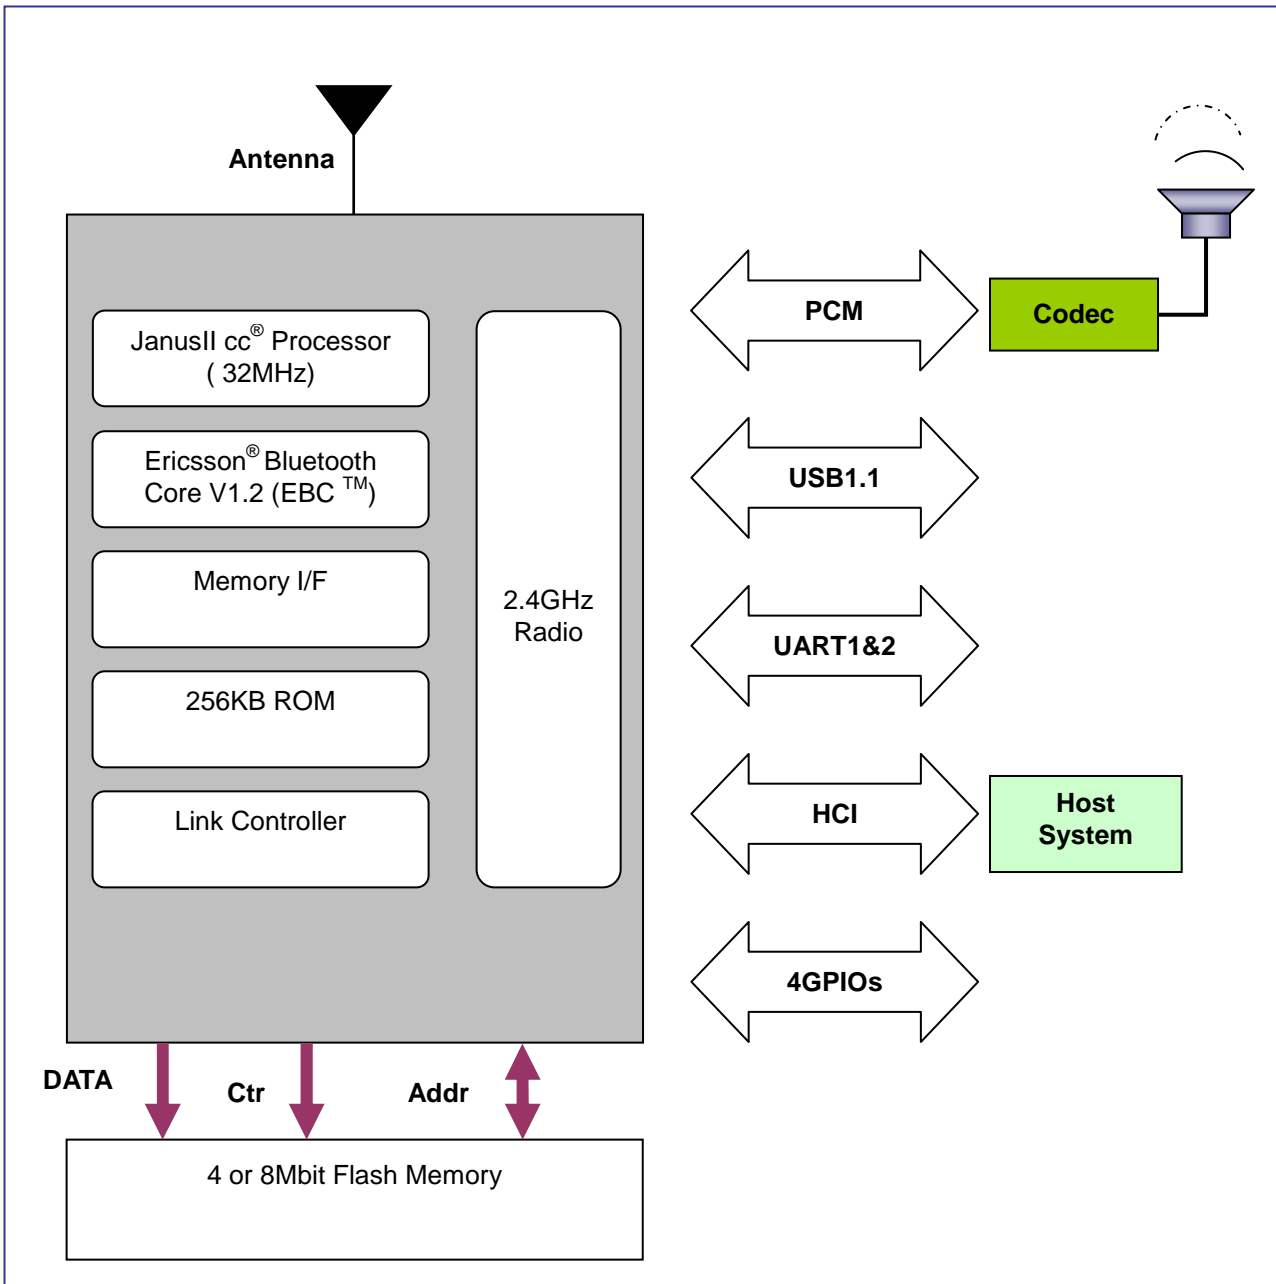 Antenna
JanusII cc® Processor
( 32MHz)
Ericsson® Bluetooth
Core V1.2 (EBC ™)
Memory I/F
256KB ROM
Link Controller
2.4GHz
Radio
PCM
Codec
USB1.1
UART1&2
HCI
Host
System
4GPIOs
DATA
Ctr
Addr
4 or 8Mbit Flash Memory